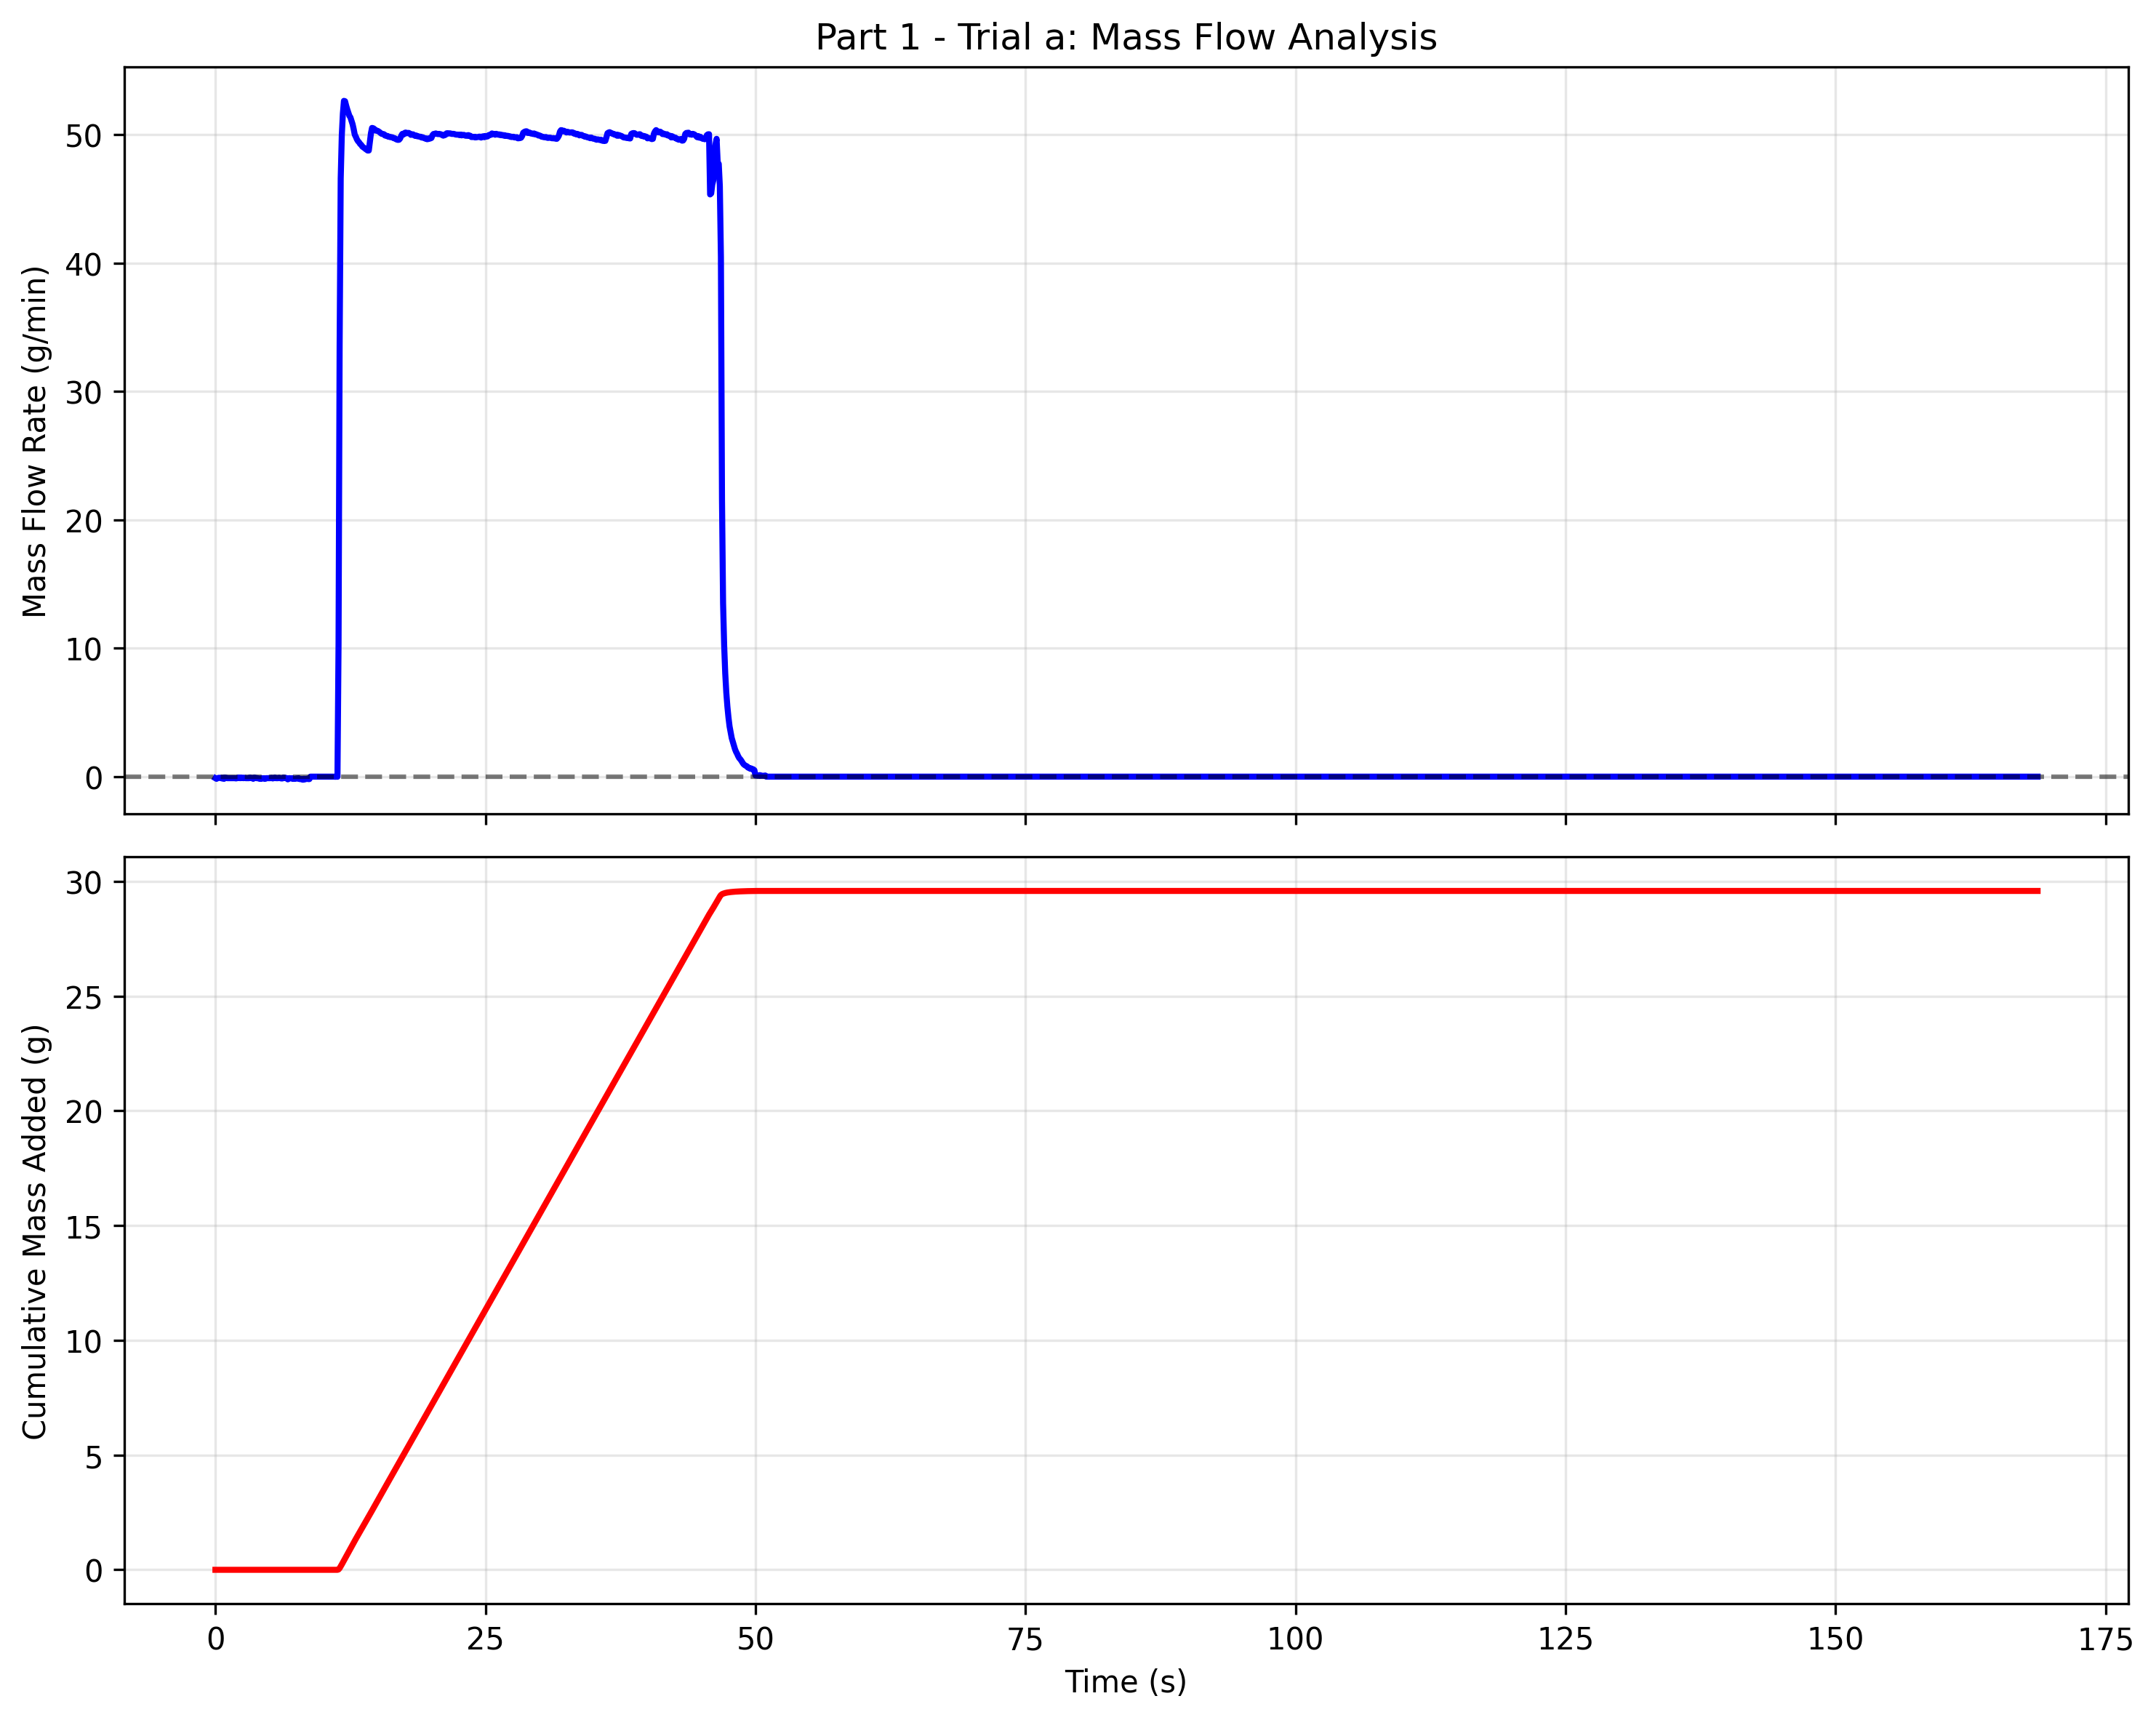 Part 1 - Trial a: Mass Flow Analysis
Mass Flow Rate (g/min)
50
40
30
20
10
0
Cumulative Mass Added (g)
30
25
20
15
10
5
0
0 25 50 75 100 125 150 175
Time (s)